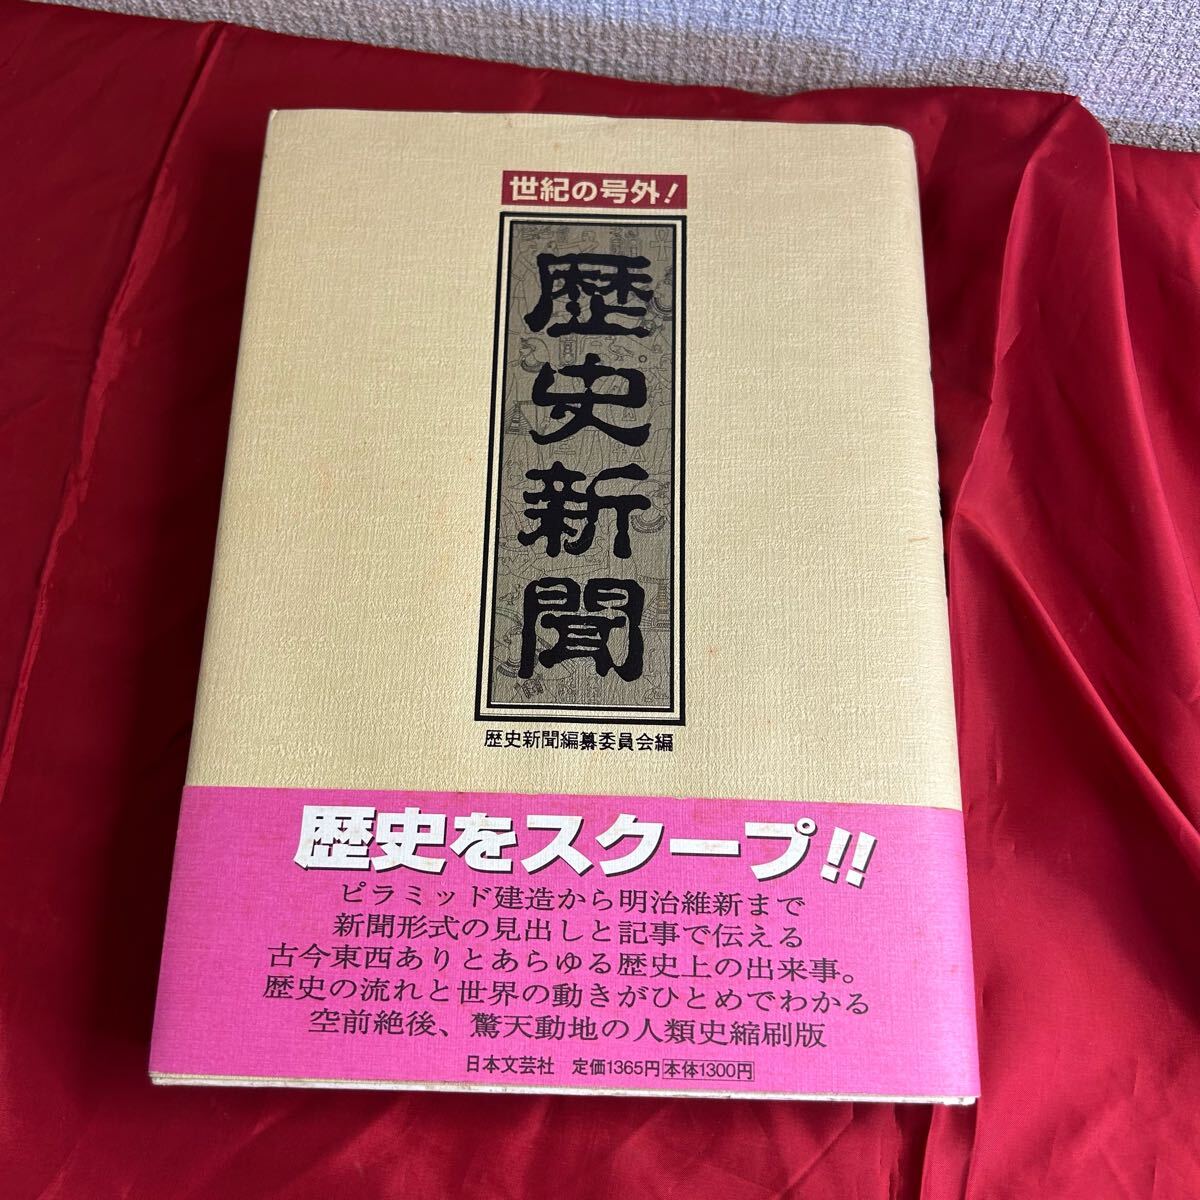 世紀の号外!
歴史新聞
歴史新聞編纂委員会編
歴史をスクープ!!
ピラミッド建造から明治維新まで
新聞形式の見出しと記事で伝える
古今東西ありとあらゆる歴史上の出来事。
歴史の流れと世界の動きがひとめでわかる
空前絶後、驚天動地の人類史縮刷版
日本文芸社 定価1365円 本体1300円